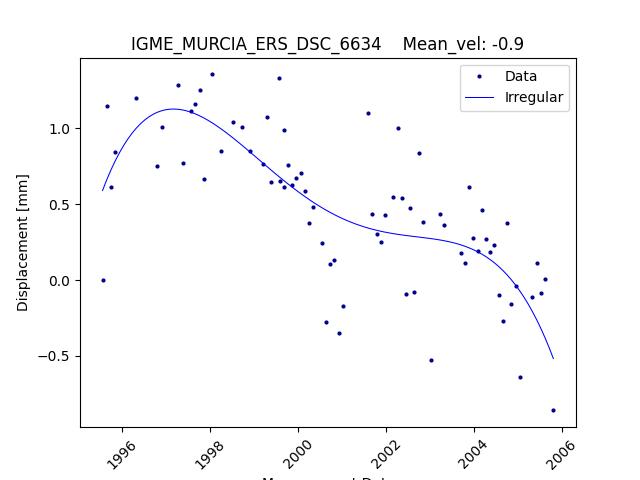 IGME_MURCIA_ERS_DSC_6634    Mean_vel: -0.9
Data
Irregular
Displacement [mm]
1.0
0.5
0.0
−0.5
1996
1998
2000
2002
2004
2006